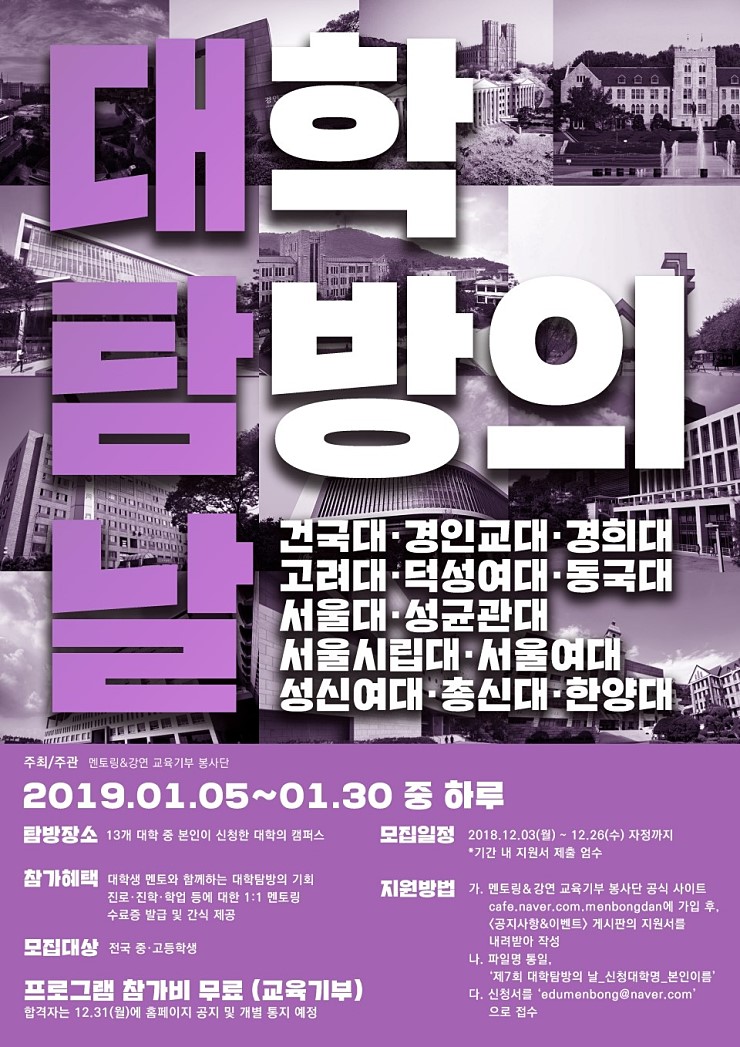 대학
탐방의
날
건국대·경인교대·경희대
고려대·덕성여대·동국대
서울대·성균관대
서울시립대·서울여대
성신여대·총신대·한양대
주최/주관 멘토링&강연 교육기부 봉사단
2019.01.05~01.30 중 하루
탐방장소 13개 대학 중 본인이 신청한 대학의 캠퍼스
참가혜택 대학생 멘토와 함께하는 대학탐방의 기회
진로·진학·학업 등에 대한 1:1 멘토링
수료증 발급 및 간식 제공
모집대상 전국 중·고등학생
프로그램 참가비 무료 (교육기부)
합격자는 12.31(월)에 홈페이지 공지 및 개별 통지 예정
모집일정 2018.12.03(월) ~ 12.26(수) 자정까지
*기간 내 지원서 제출 엄수
지원방법 가. 멘토링&강연 교육기부 봉사단 공식 사이트
cafe.naver.com.menbongdan에 가입 후,
<공지사항&이벤트> 게시판의 지원서를
내려받아 작성
나. 파일명 통일,
'제7회 대학탐방의 날_신청대학명_본인이름'
다. 신청서를 'edumenbong@naver.com'
으로 접수